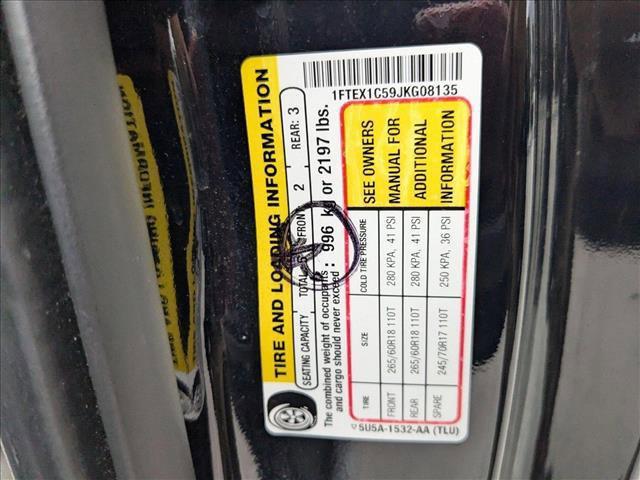 1FTEX1C59JKG08135
TIRE AND LOADING INFORMATION
SEATING CAPACITY TOTAL 5 FRON 2 REAR: 3
The combined weight of occupants : 996 kg or 2197 lbs.
and cargo should never exceed
TIRE SIZE COLD TIRE PRESSURE
FRONT 265/60R18 110T 280 KPA, 41 PSI
REAR 265/60R18 110T 280 KPA, 41 PSI
SPARE 245/70R17 110T 250 KPA, 36 PSI
SEE OWNERS
MANUAL FOR
ADDITIONAL
INFORMATION
5U5A-1532-AA (TLU)